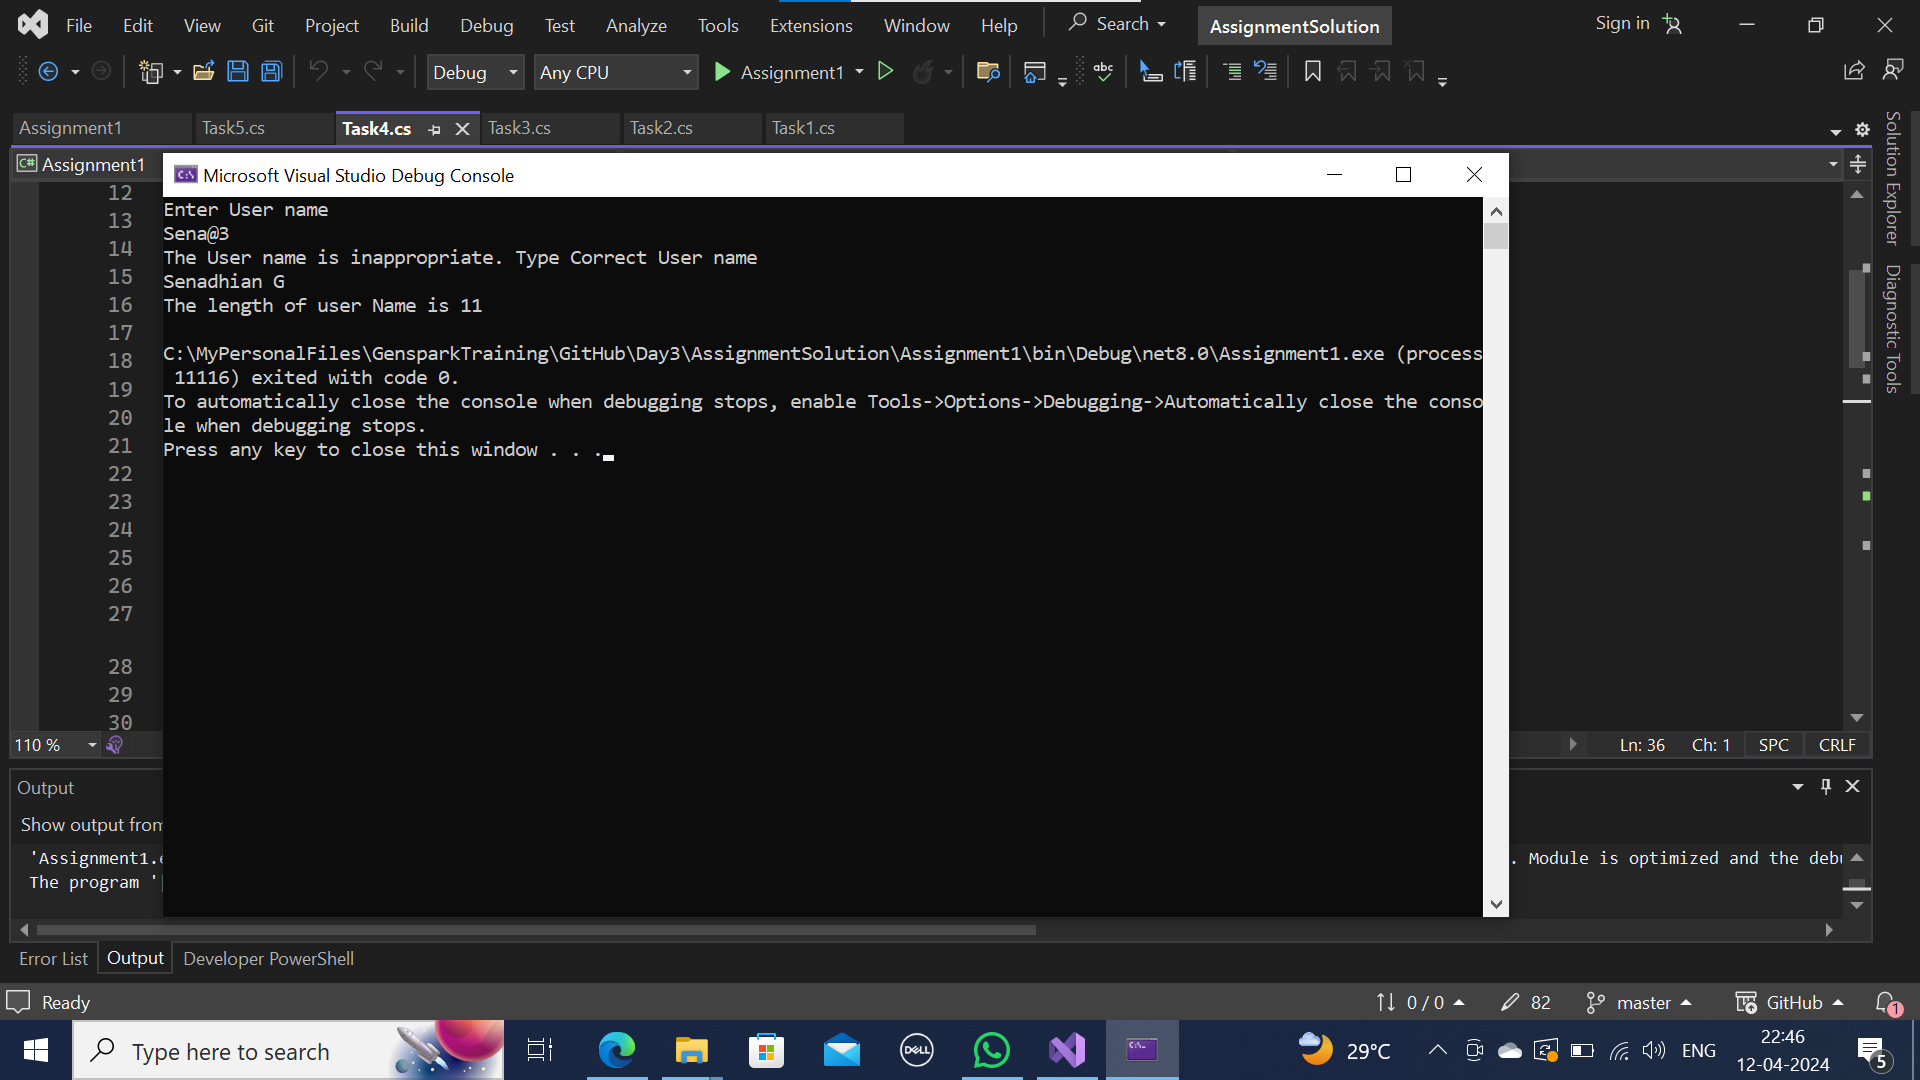 File Edit View Git Project Build Debug Test Analyze Tools Extensions Window Help Search AssignmentSolution Sign in
Debug Any CPU Assignment1
Assignment1 Task5.cs Task4.cs Task3.cs Task2.cs Task1.cs
C# Assignment1
Solution Explorer
Diagnostic Tools
Microsoft Visual Studio Debug Console
12
13
14
15
16
17
18
19
20
21
22
23
24
25
26
27
28
29
30
Enter User name
Sena@3
The User name is inappropriate. Type Correct User name
Senadhian G
The length of user Name is 11
C:\MyPersonalFiles\GensparkTraining\GitHub\Day3\AssignmentSolution\Assignment1\bin\Debug\net8.0\Assignment1.exe (process
11116) exited with code 0.
To automatically close the console when debugging stops, enable Tools->Options->Debugging->Automatically close the conso
le when debugging stops.
Press any key to close this window . . .
110 % Ln: 36 Ch: 1 SPC CRLF
Output
Show output from
'Assignment1. . Module is optimized and the debu
The program '[
Error List Output Developer PowerShell
Ready 0 / 0 82 master GitHub 1
Type here to search DELL 29°C ENG 22:46
12-04-2024 5